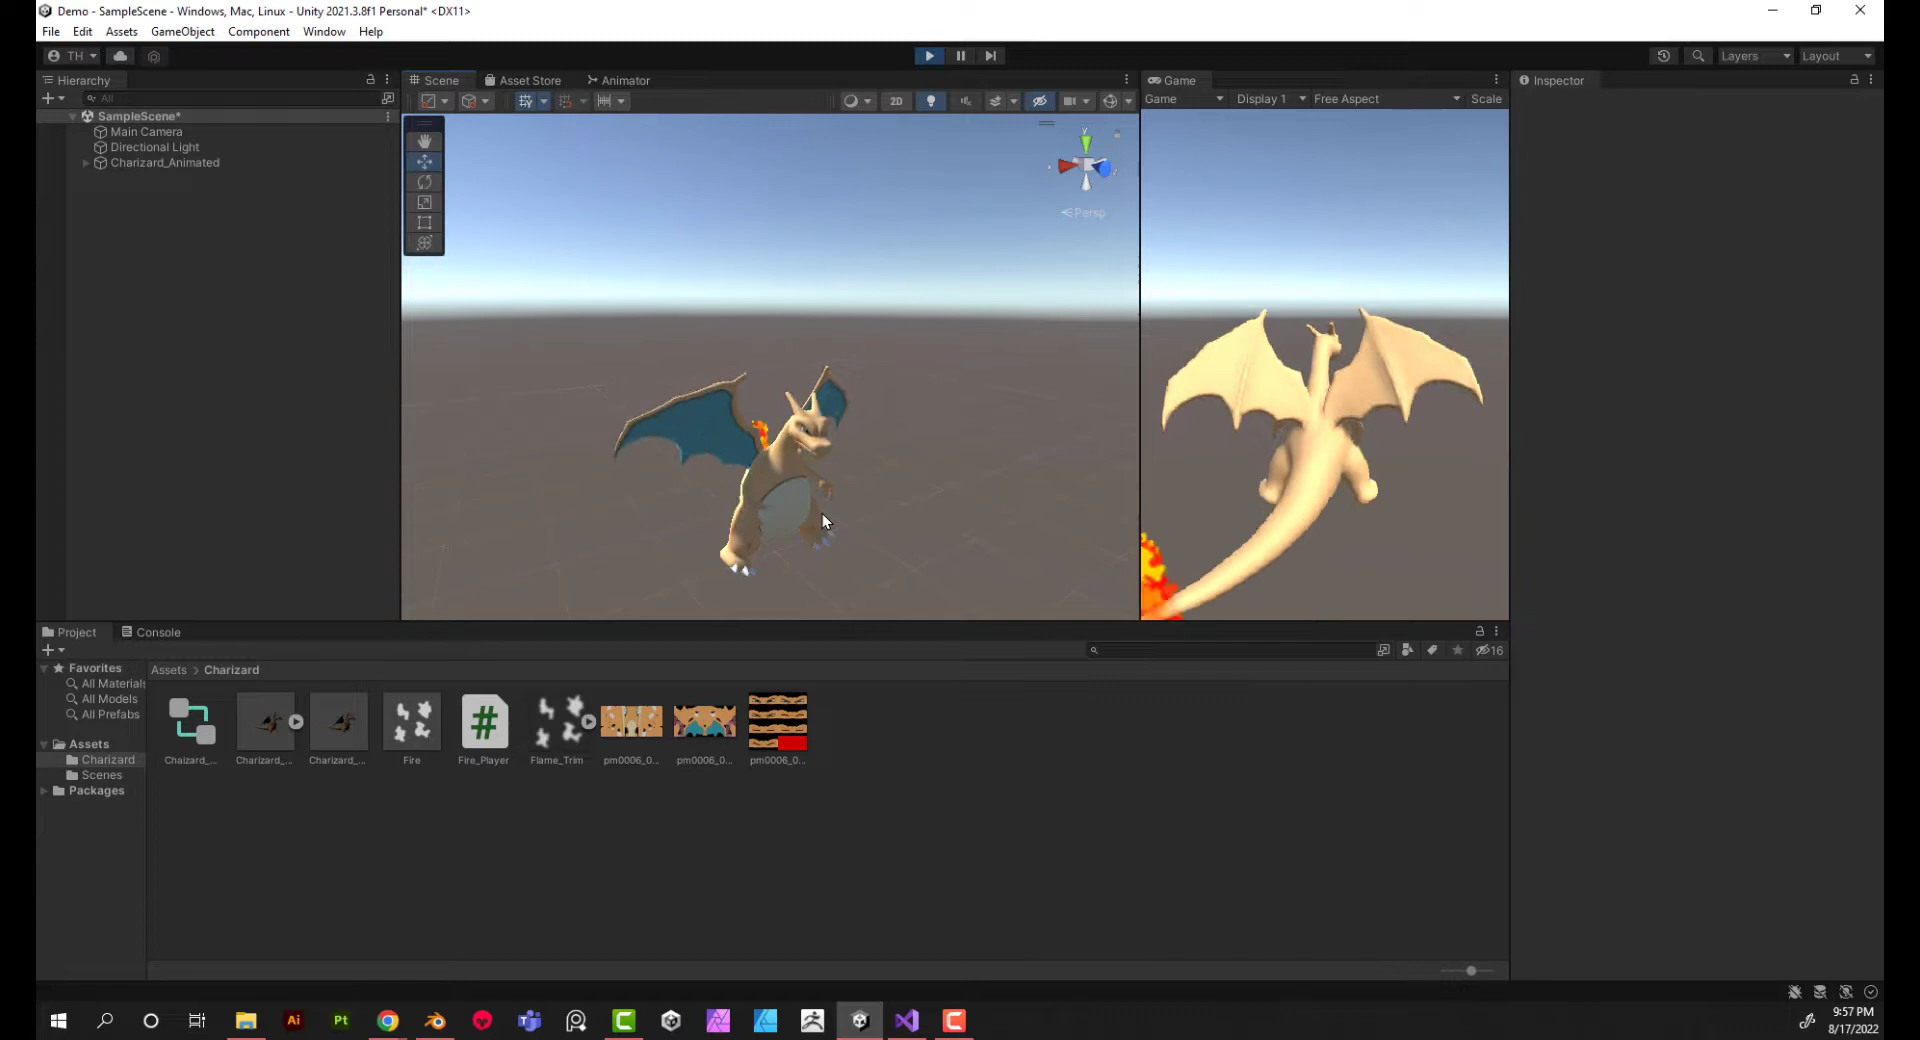 Demo - SampleScene - Windows, Mac, Linux - Unity 2021.3.8f1 Personal* <DX11>
File Edit Assets GameObject Component Window Help
TH Layers Layout
Hierarchy
All
SampleScene*
Main Camera
Directional Light
Charizard_Animated
Scene Asset Store Animator
2D
y
Persp
Game
Game Display 1 Free Aspect Scale
Inspector
Project Console
16
Favorites
All Materials
All Models
All Prefabs
Assets
Charizard
Scenes
Packages
Assets > Charizard
Chaizard_... Charizard_... Charizard_... Fire Fire_Player Flame_Trim pm0006_0... pm0006_0... pm0006_0...
Ai Pt
9:57 PM
8/17/2022